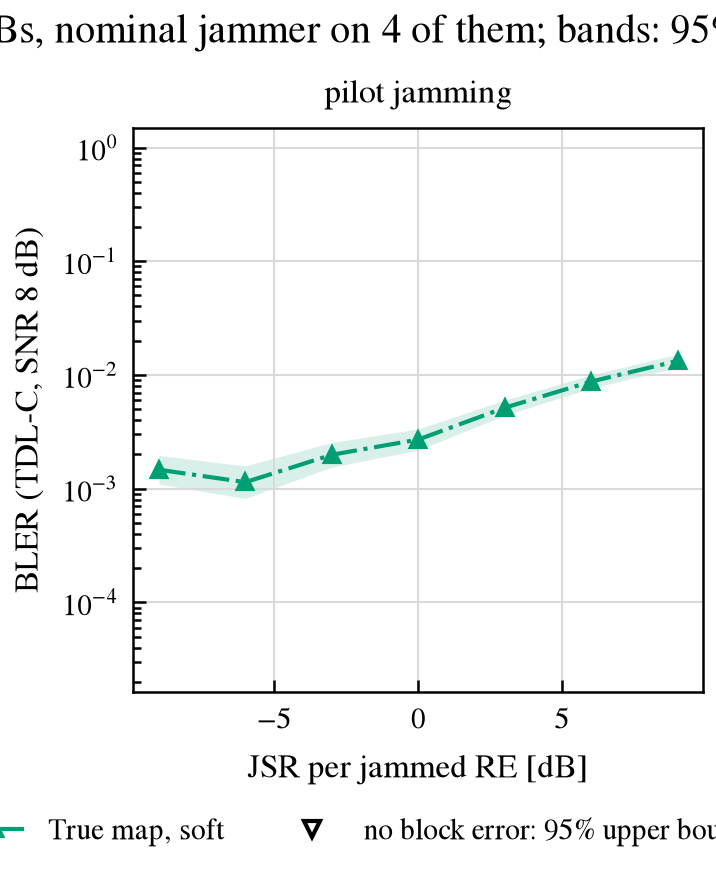 Bs, nominal jammer on 4 of them; bands: 95%
pilot jamming
10⁰
10⁻¹
10⁻²
10⁻³
10⁻⁴
BLER (TDL-C, SNR 8 dB)
−5 0 5
JSR per jammed RE [dB]
True map, soft no block error: 95% upper bou